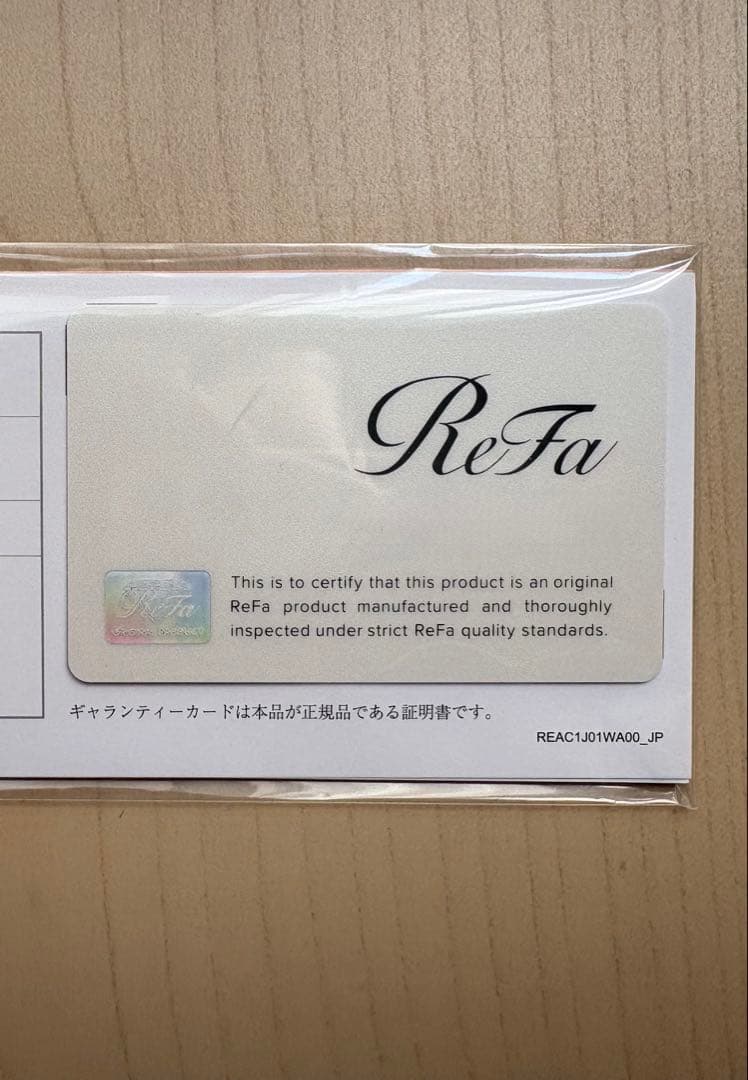 ReFa
This is to certify that this product is an original
ReFa product manufactured and thoroughly
inspected under strict ReFa quality standards.
ReFa
ギャランティーカードは本品が正規品である証明書です。
REAC1J01WA00_JP